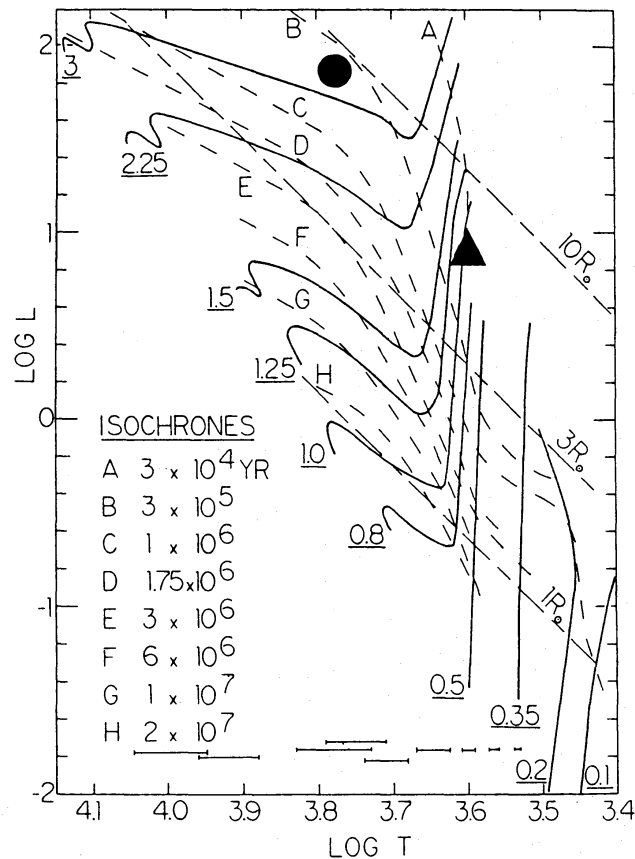 2
1
0
-1
-2
LOG L
4.1
4.0
3.9
3.8
3.7
3.6
3.5
3.4
LOG T
B
A
3
C
D
2.25
E
F
10R⊙
1.5
G
1.25
H
3R⊙
1.0
0.8
1R⊙
0.5
0.35
0.2
0.1
ISOCHRONES
A 3 x 10⁴ YR
B 3 x 10⁵
C 1 x 10⁶
D 1.75x10⁶
E 3 x 10⁶
F 6 x 10⁶
G 1 x 10⁷
H 2 x 10⁷